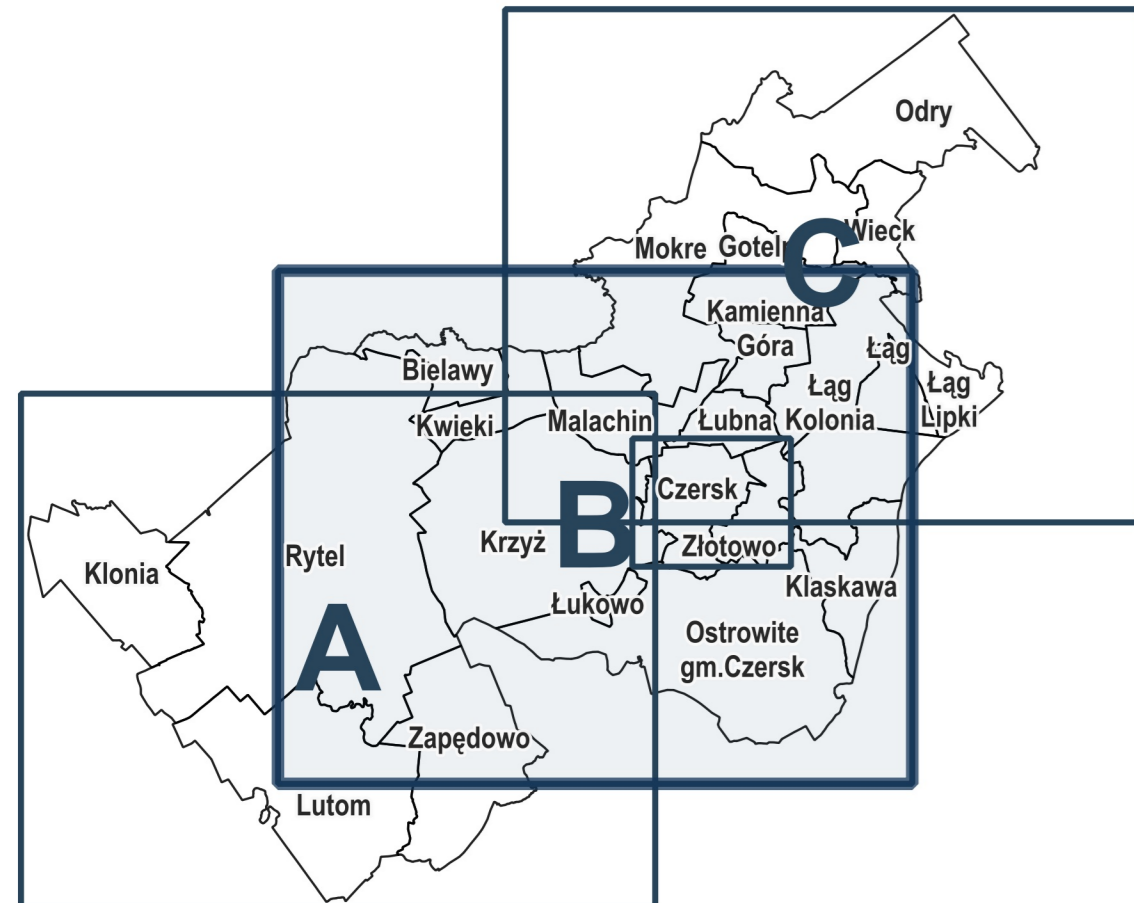 Odry
Wieck
Mokre
Gotelp
C
Kamienna
Góra
Łąg
Bielawy
Łąg
Kolonia
Łąg
Lipki
Kwieki
Malachin
Łubna
Czersk
B
Krzyż
Złotowo
Rytel
Klonia
Klaskawa
Łukowo
A
Ostrowite
gm.Czersk
Zapędowo
Lutom